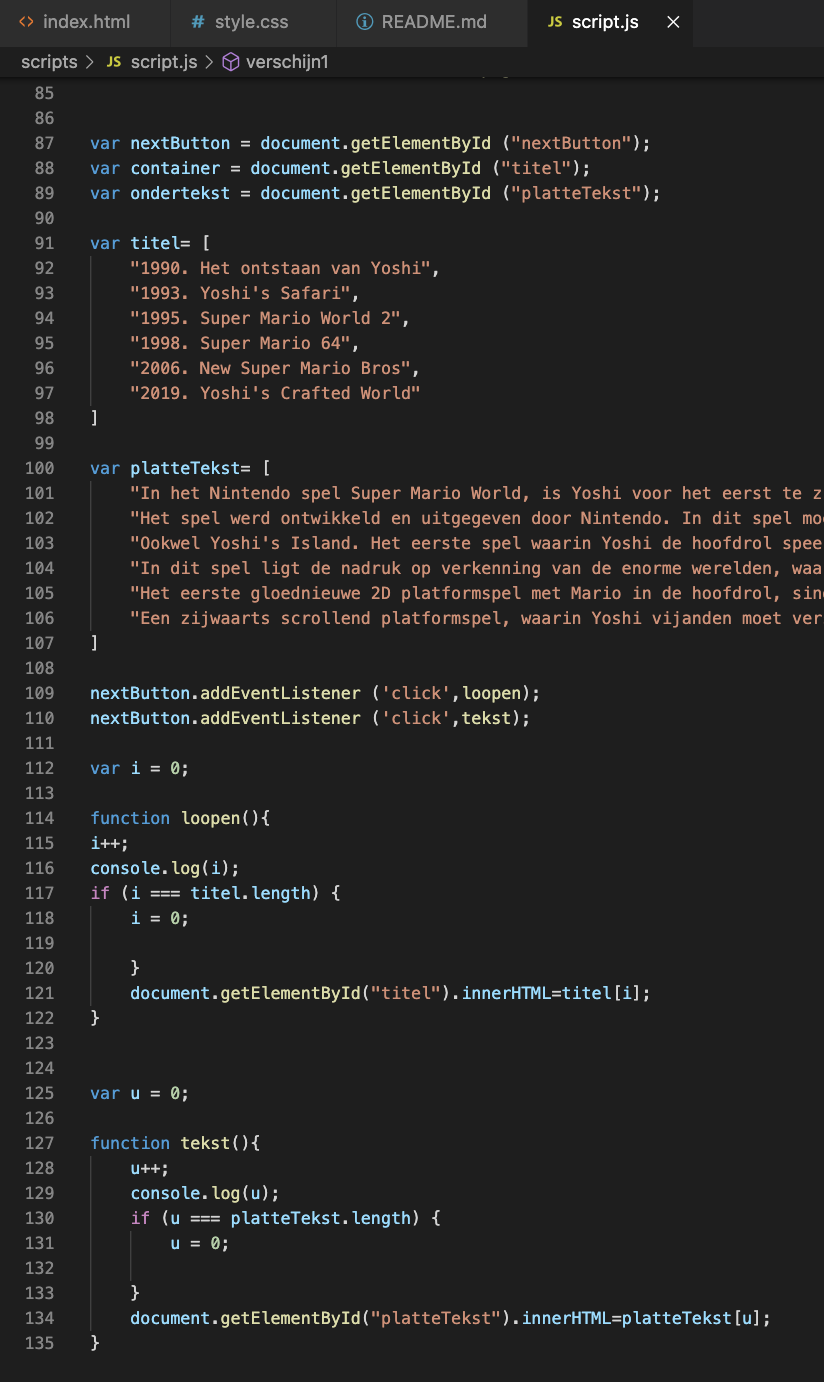 index.html # style.css README.md JS script.js
scripts > JS script.js > verschijn1
85
86
87 var nextButton = document.getElementById ("nextButton");
88 var container = document.getElementById ("titel");
89 var ondertekst = document.getElementById ("platteTekst");
90
91 var titel= [
92 "1990. Het ontstaan van Yoshi",
93 "1993. Yoshi's Safari",
94 "1995. Super Mario World 2",
95 "1998. Super Mario 64",
96 "2006. New Super Mario Bros",
97 "2019. Yoshi's Crafted World"
98 ]
99
100 var platteTekst= [
101 "In het Nintendo spel Super Mario World, is Yoshi voor het eerst te z
102 "Het spel werd ontwikkeld en uitgegeven door Nintendo. In dit spel moe
103 "Ookwel Yoshi's Island. Het eerste spel waarin Yoshi de hoofdrol spee
104 "In dit spel ligt de nadruk op verkenning van de enorme werelden, waa
105 "Het eerste gloednieuwe 2D platformspel met Mario in de hoofdrol, sin
106 "Een zijwaarts scrollend platformspel, waarin Yoshi vijanden moet ver
107 ]
108
109 nextButton.addEventListener ('click',loopen);
110 nextButton.addEventListener ('click',tekst);
111
112 var i = 0;
113
114 function loopen(){
115 i++;
116 console.log(i);
117 if (i === titel.length) {
118 i = 0;
119
120 }
121 document.getElementById("titel").innerHTML=titel[i];
122 }
123
124
125 var u = 0;
126
127 function tekst(){
128 u++;
129 console.log(u);
130 if (u === platteTekst.length) {
131 u = 0;
132
133 }
134 document.getElementById("platteTekst").innerHTML=platteTekst[u];
135 }